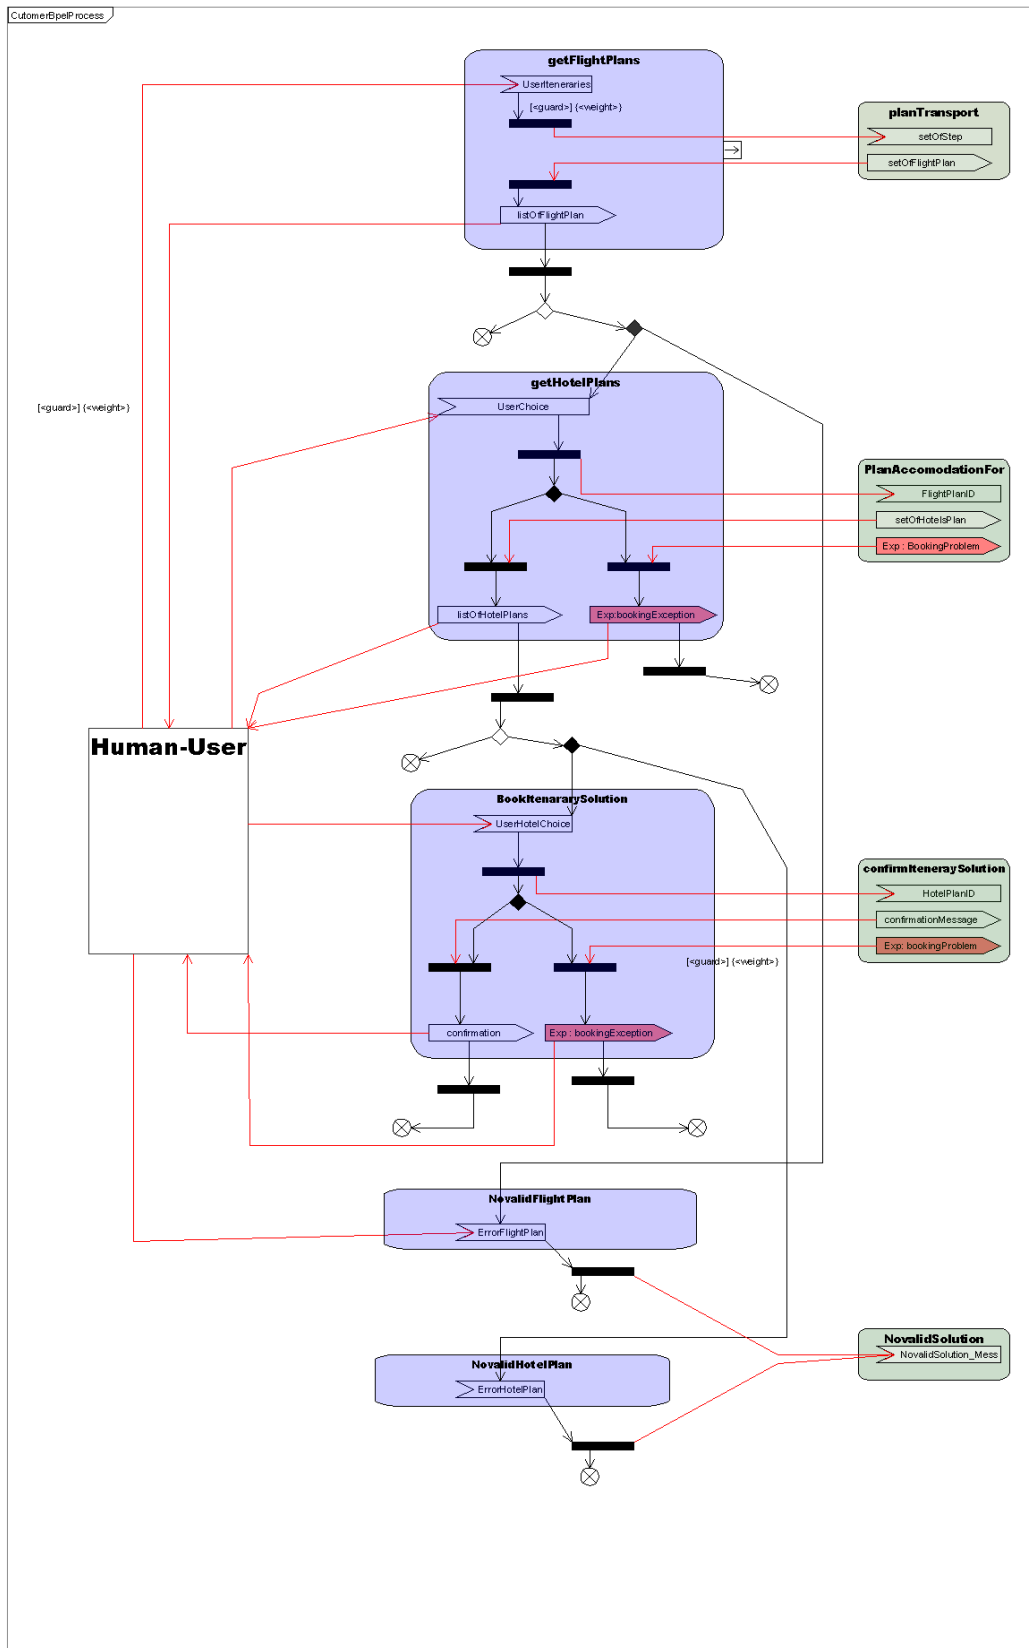 CutomerBpelProcess
getFlightPlans
UserIteneraries
[<guard>] {<weight>}
planTransport
setOfStep
setOfFlightPlan
listOfFlightPlan
getHotelPlans
[<guard>] {<weight>}
UserChoice
PlanAccomodationFor
FlightPlanID
setOfHotelsPlan
Exp : BookingProblem
listOfHotelPlans
Exp:bookingException
Human-User
BookItenararySolution
UserHotelChoice
confirmItenerarySolution
HotelPlanID
confirmationMessage
Exp: bookingProblem
[<guard>] {<weight>}
confirmation
Exp : bookingException
NovalidFlightPlan
ErrorFlightPlan
NovalidSolution
NovalidSolution_Mess
NovalidHotelPlan
ErrorHotelPlan